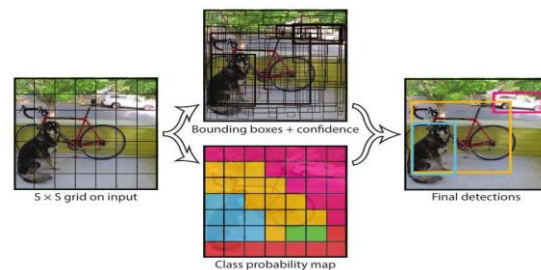 Bounding boxes + confidence
S × S grid on input
Final detections
Class probability map